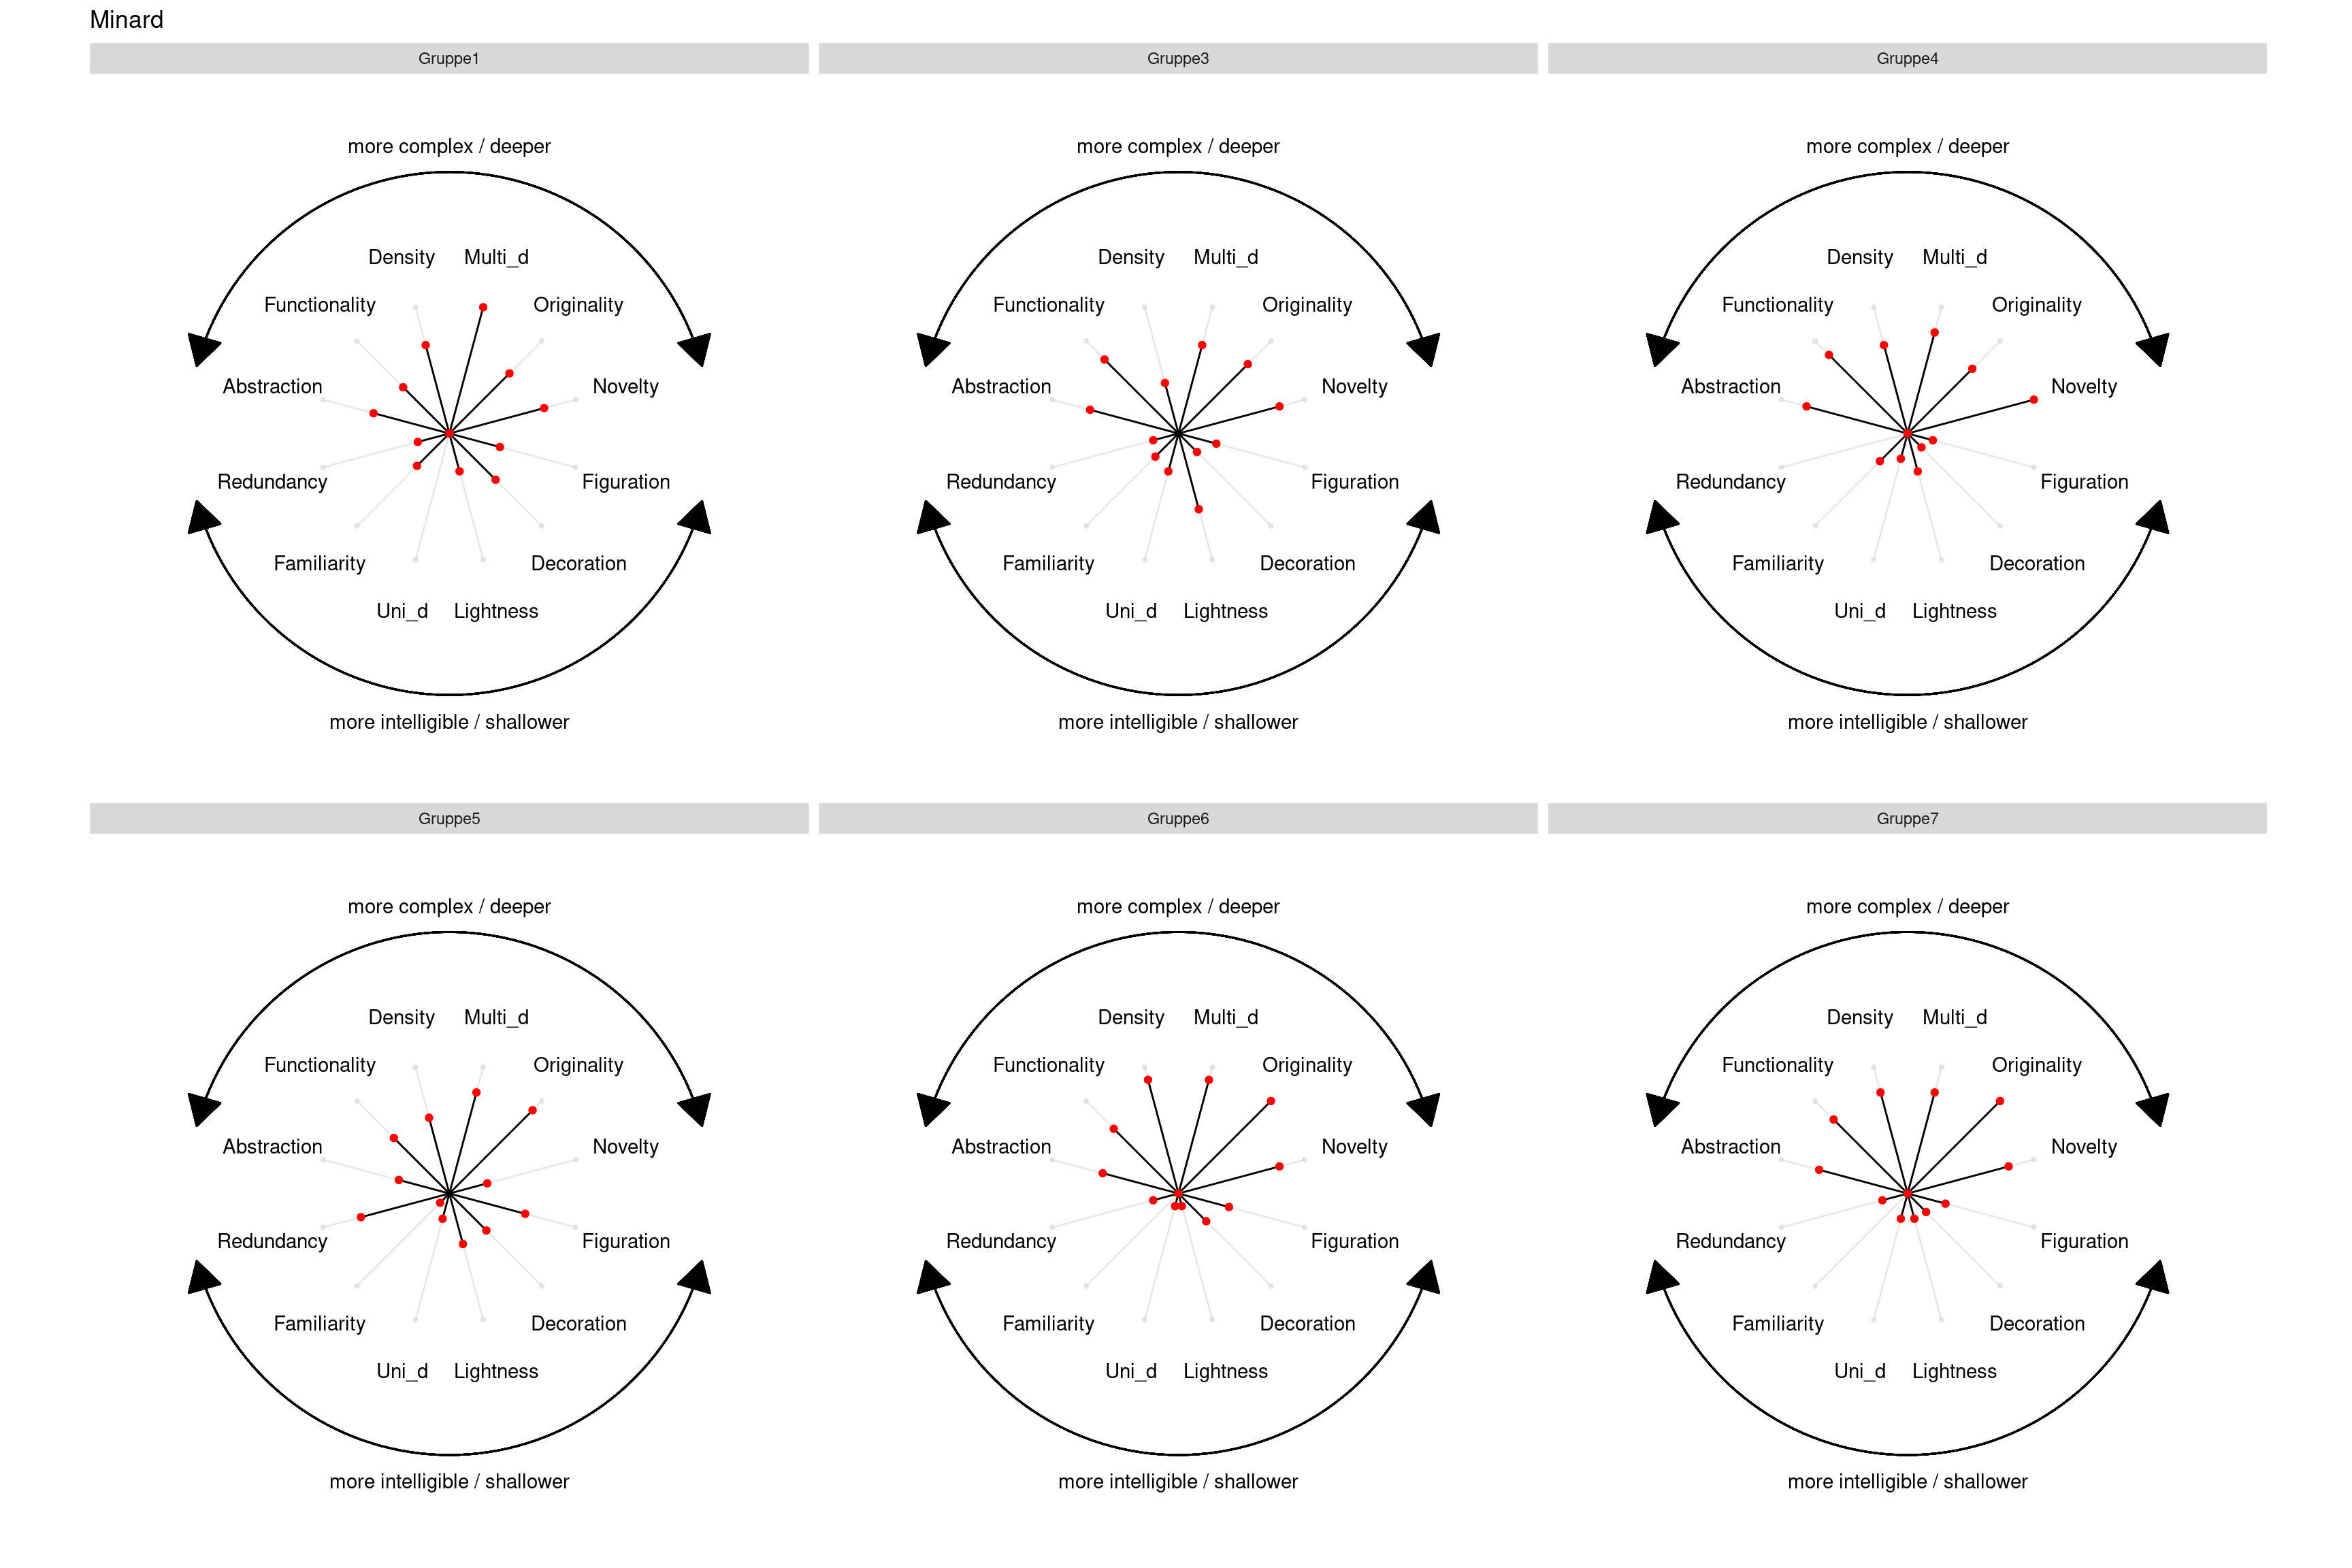 Minard
Gruppe1
Gruppe3
Gruppe4
more complex / deeper
more complex / deeper
more complex / deeper
Density Multi_d
Density Multi_d
Density Multi_d
Functionality Originality
Functionality Originality
Functionality Originality
Abstraction Novelty
Abstraction Novelty
Abstraction Novelty
Redundancy Figuration
Redundancy Figuration
Redundancy Figuration
Familiarity Decoration
Familiarity Decoration
Familiarity Decoration
Uni_d Lightness
Uni_d Lightness
Uni_d Lightness
more intelligible / shallower
more intelligible / shallower
more intelligible / shallower
Gruppe5
Gruppe6
Gruppe7
more complex / deeper
more complex / deeper
more complex / deeper
Density Multi_d
Density Multi_d
Density Multi_d
Functionality Originality
Functionality Originality
Functionality Originality
Abstraction Novelty
Abstraction Novelty
Abstraction Novelty
Redundancy Figuration
Redundancy Figuration
Redundancy Figuration
Familiarity Decoration
Familiarity Decoration
Familiarity Decoration
Uni_d Lightness
Uni_d Lightness
Uni_d Lightness
more intelligible / shallower
more intelligible / shallower
more intelligible / shallower